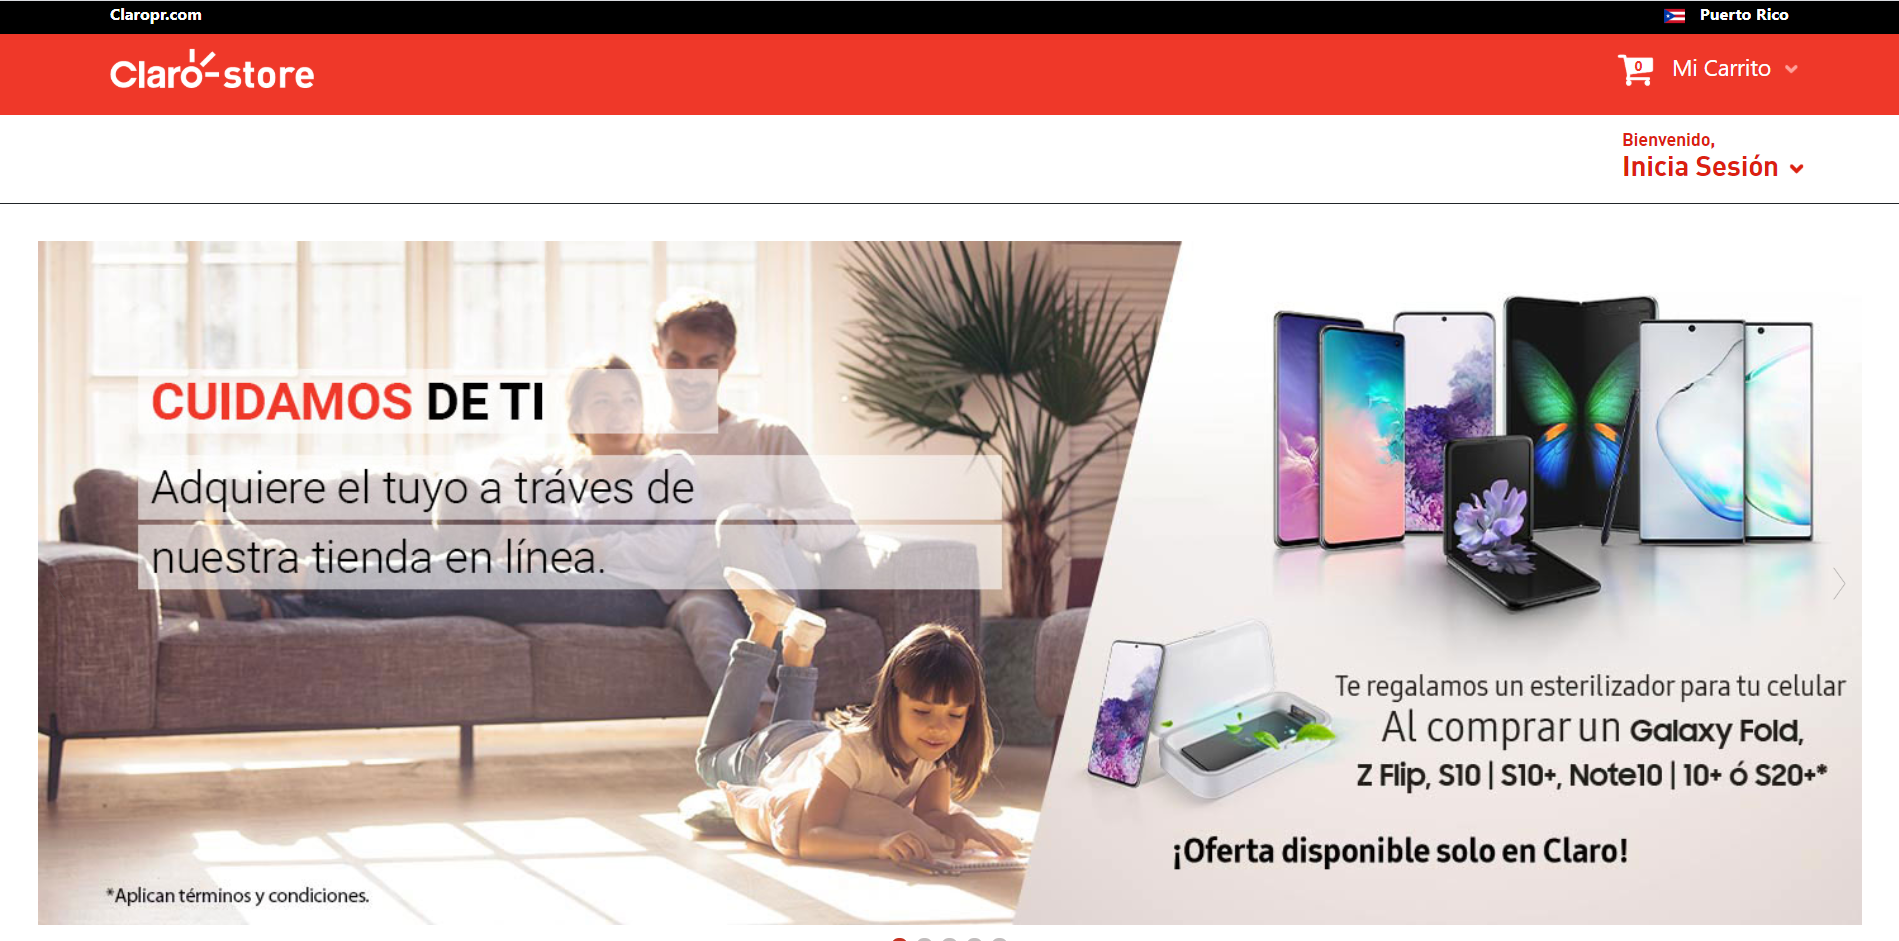 Claropr.com
Puerto Rico
Claro-store
0
Mi Carrito
Bienvenido,
Inicia Sesión
CUIDAMOS DE TI
Adquiere el tuyo a tráves de
nuestra tienda en línea.
Te regalamos un esterilizador para tu celular
Al comprar un Galaxy Fold,
Z Flip, S10 | S10+, Note10 | 10+ ó S20+*
¡Oferta disponible solo en Claro!
*Aplican términos y condiciones.